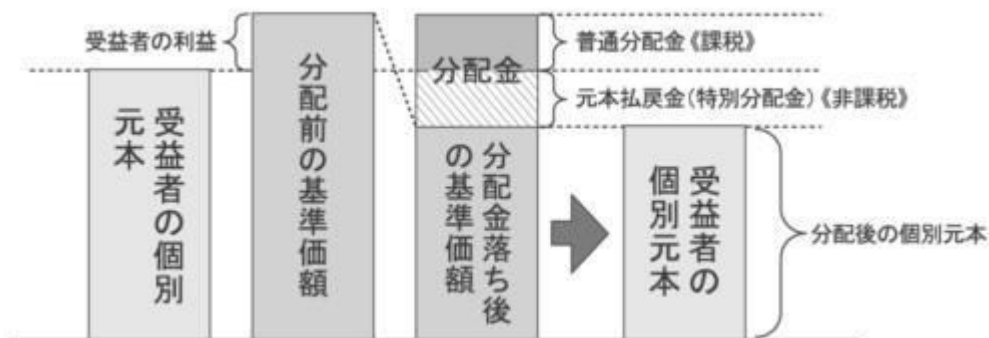 受益者の利益
受益者の個別
元本
分配前の基準価額
分配金
分配金落ち後
の基準価額
普通分配金《課税》
元本払戻金(特別分配金)《非課税》
受益者の
個別元本
分配後の個別元本